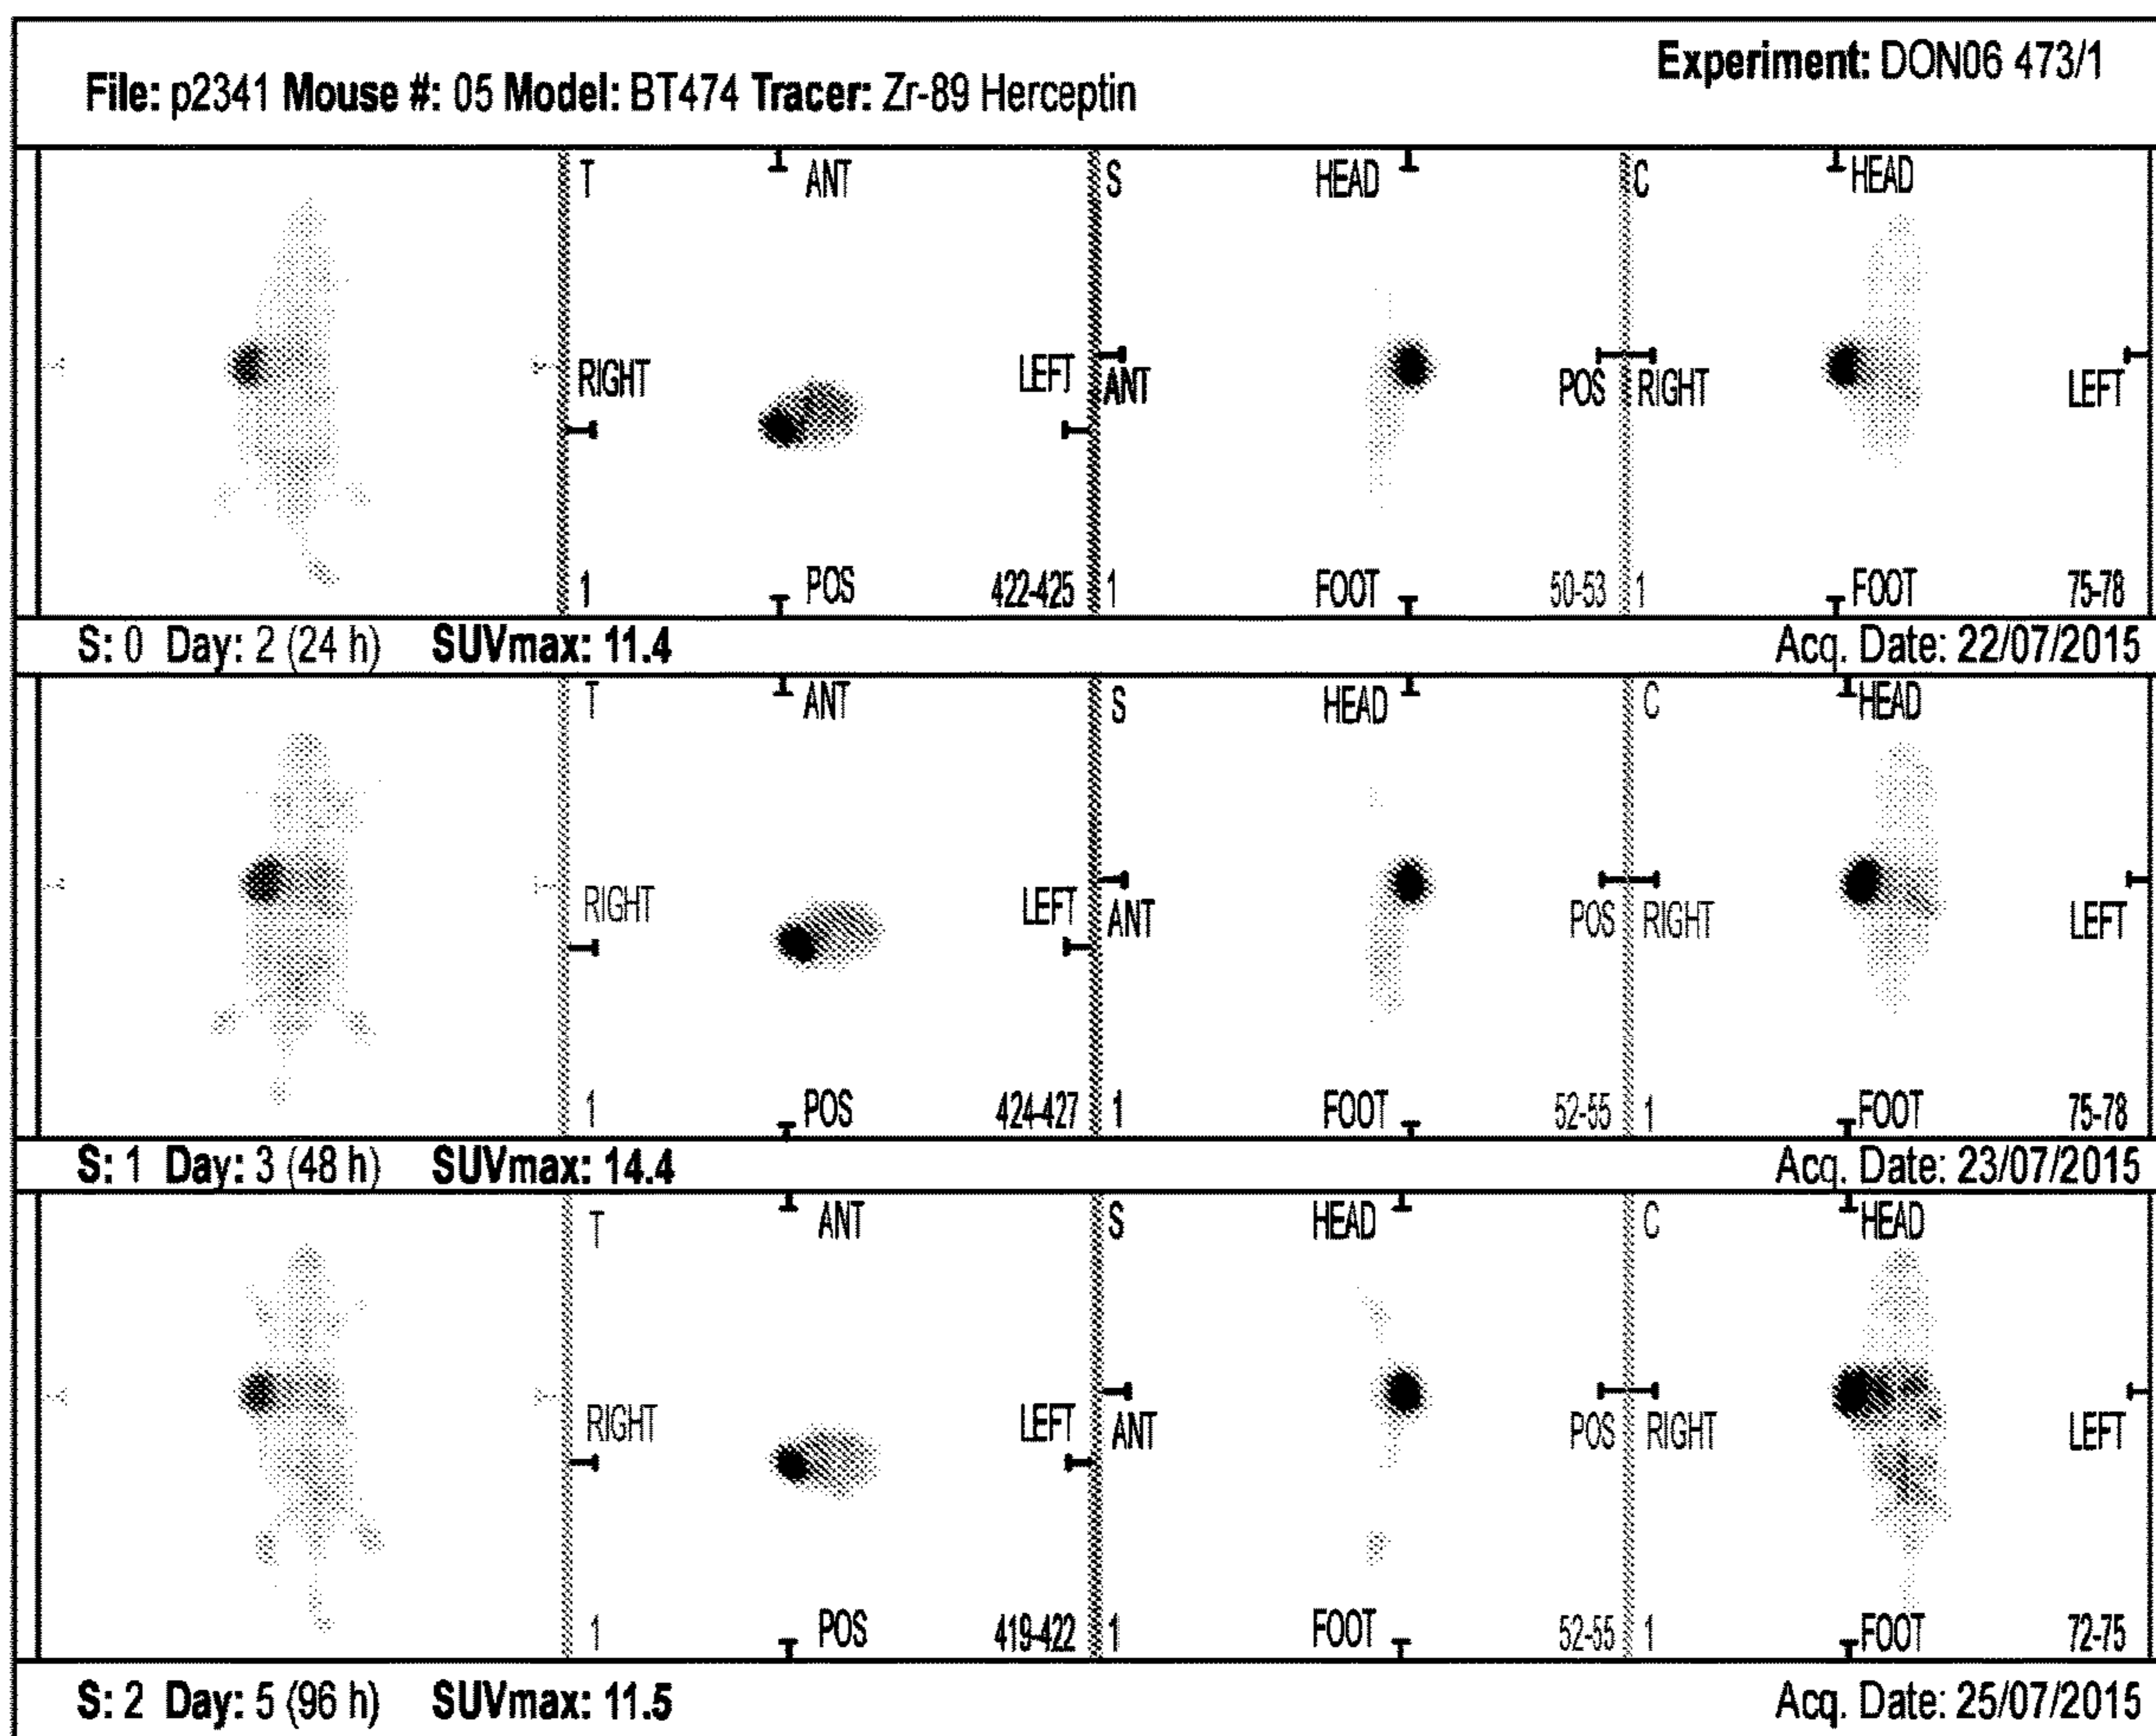 Experiment: DON06 473/1
File: p2341 Mouse #: 05 Model: BT474 Tracer: Zr-89 Herceptin
T ANT S HEAD C HEAD
RIGHT LEFT ANT POS RIGHT LEFT
1 POS 422-425 1 FOOT 50-53 1 FOOT 75-78
S: 0 Day: 2 (24 h) SUVmax: 11.4 Acq. Date: 22/07/2015
T ANT S HEAD C HEAD
RIGHT LEFT ANT POS RIGHT LEFT
1 POS 424-427 1 FOOT 52-55 1 FOOT 75-78
S: 1 Day: 3 (48 h) SUVmax: 14.4 Acq. Date: 23/07/2015
T ANT S HEAD C HEAD
RIGHT LEFT ANT POS RIGHT LEFT
1 POS 419-422 1 FOOT 52-55 1 FOOT 72-75
S: 2 Day: 5 (96 h) SUVmax: 11.5 Acq. Date: 25/07/2015